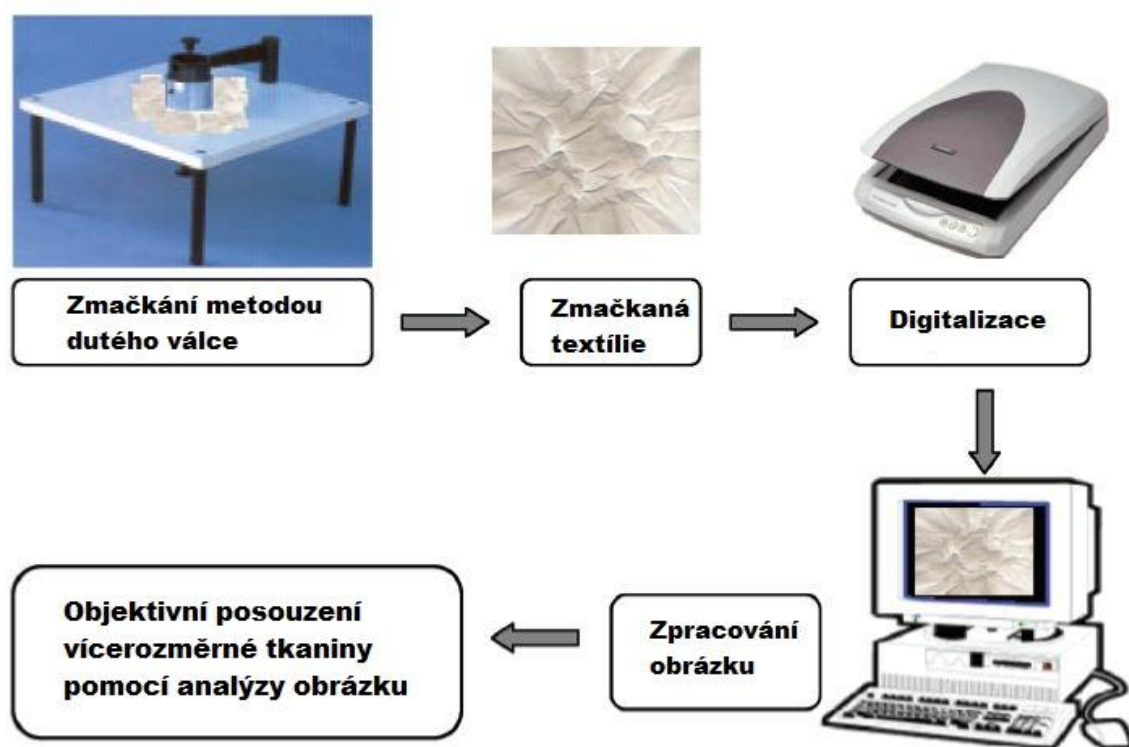 Zmačkání metodou
dutého válce
Zmačkaná
textílie
Digitalizace
Zpracování
obrázku
Objektivní posouzení
vícerozměrné tkaniny
pomocí analýzy obrázku